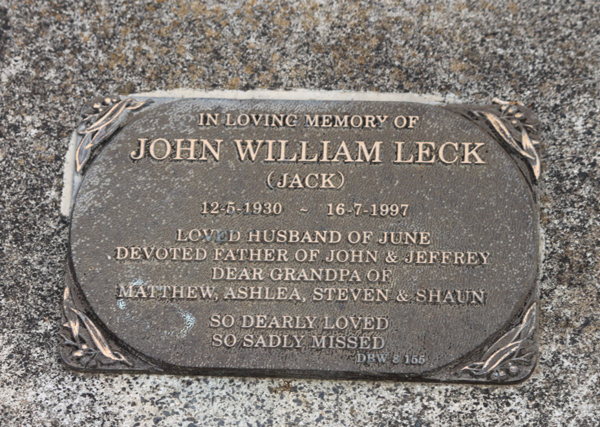 IN LOVING MEMORY OF
JOHN WILLIAM LECK
(JACK)
12-5-1930 ~ 16-7-1997
LOVED HUSBAND OF JUNE
DEVOTED FATHER OF JOHN & JEFFREY
DEAR GRANDPA OF
MATTHEW, ASHLEA, STEVEN & SHAUN
SO DEARLY LOVED
SO SADLY MISSED
DRW 8 155